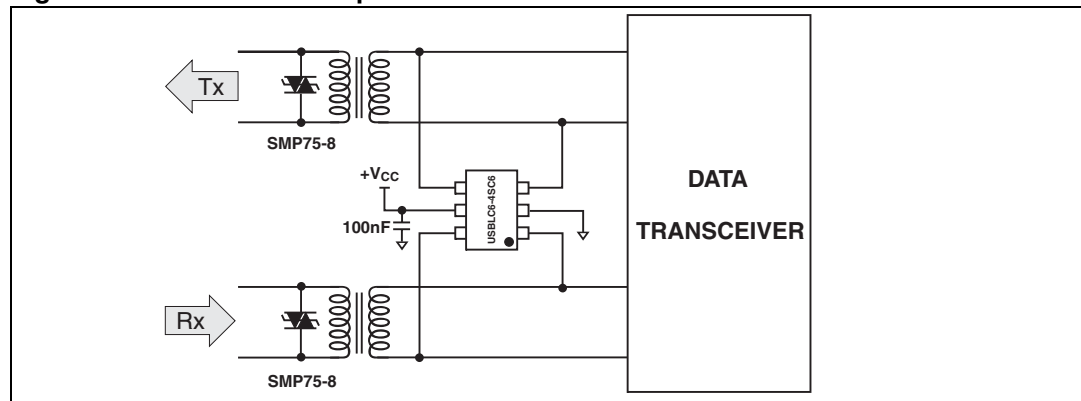 Tx
SMP75-8
+VCC
100nF
USBLC6-4SC6
DATA
TRANSCEIVER
Rx
SMP75-8